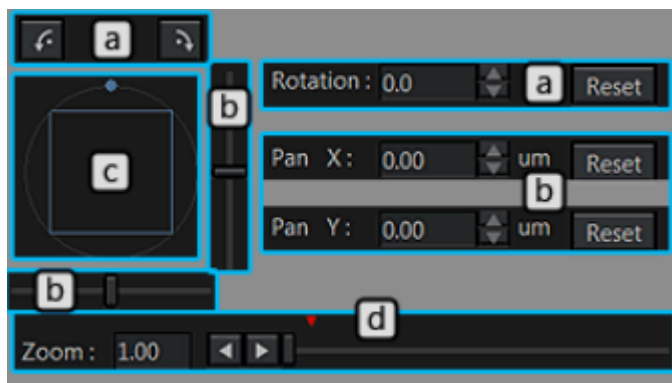 a
Rotation : 0.0 a Reset
b
c
Pan X : 0.00 um Reset
b
Pan Y : 0.00 um Reset
b
d
Zoom : 1.00